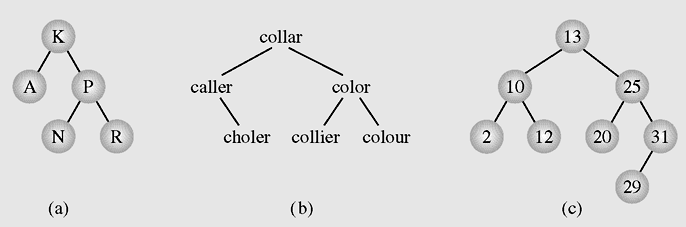 K
A P
N R
(a)
collar
caller color
choler collier colour
(b)
13
10 25
2 12 20 31
29
(c)